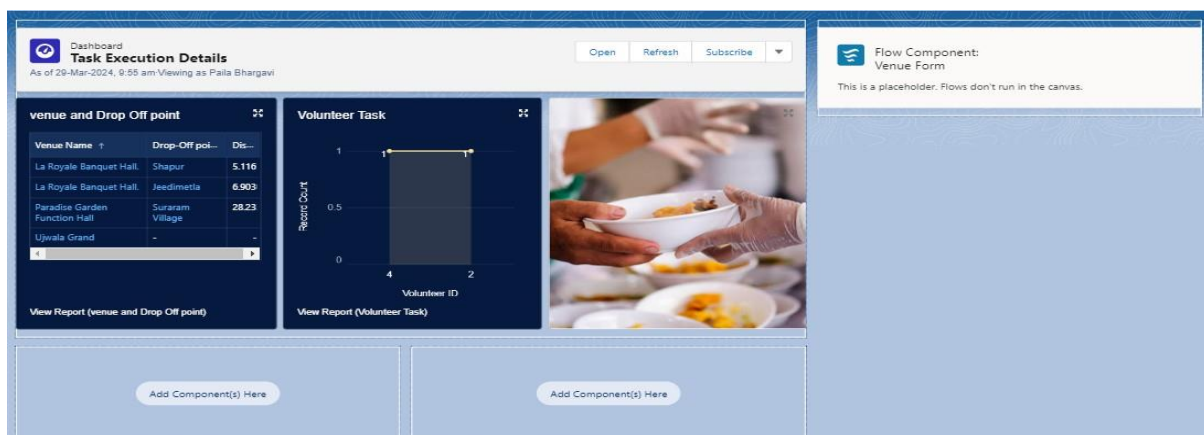 Dashboard
Task Execution Details
As of 29-Mar-2024, 9:55 am·Viewing as Paila Bhargavi
Open Refresh Subscribe
venue and Drop Off point
Venue Name ↑ Drop-Off poi... Dis...
La Royale Banquet Hall. Shapur 5.116
La Royale Banquet Hall. Jeedimetla 6.903
Paradise Garden
Function Hall
Suraram
Village
28.23
Ujwala Grand - -
View Report (venue and Drop Off point)
Volunteer Task
Record Count
1
0.5
0
1 1
4 2
Volunteer ID
View Report (Volunteer Task)
Flow Component:
Venue Form
This is a placeholder. Flows don't run in the canvas.
Add Component(s) Here
Add Component(s) Here